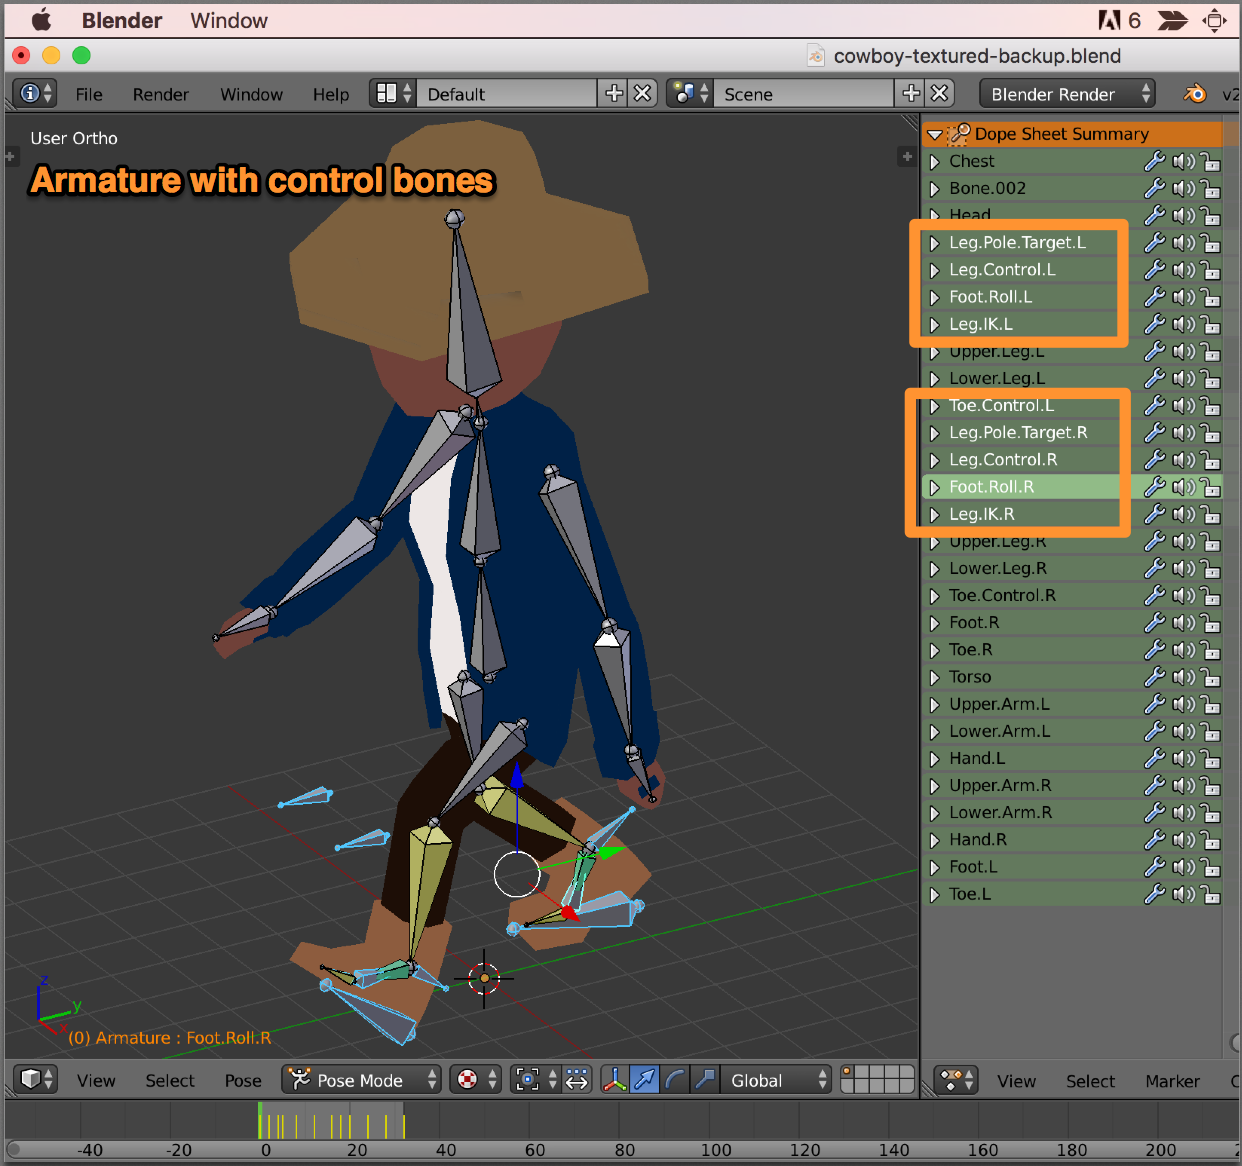 Blender Window 6
cowboy-textured-backup.blend
File Render Window Help Default Scene Blender Render v2
User Ortho
Armature with control bones
Dope Sheet Summary
Chest
Bone.002
Head
Leg.Pole.Target.L
Leg.Control.L
Foot.Roll.L
Leg.IK.L
Upper.Leg.L
Lower.Leg.L
Toe.Control.L
Leg.Pole.Target.R
Leg.Control.R
Foot.Roll.R
Leg.IK.R
Upper.Leg.R
Lower.Leg.R
Toe.Control.R
Foot.R
Toe.R
Torso
Upper.Arm.L
Lower.Arm.L
Hand.L
Upper.Arm.R
Lower.Arm.R
Hand.R
Foot.L
Toe.L
z
y
x
(0) Armature : Foot.Roll.R
View Select Pose Pose Mode Global View Select Marker
-40 -20 0 20 40 60 80 100 120 140 160 180 200